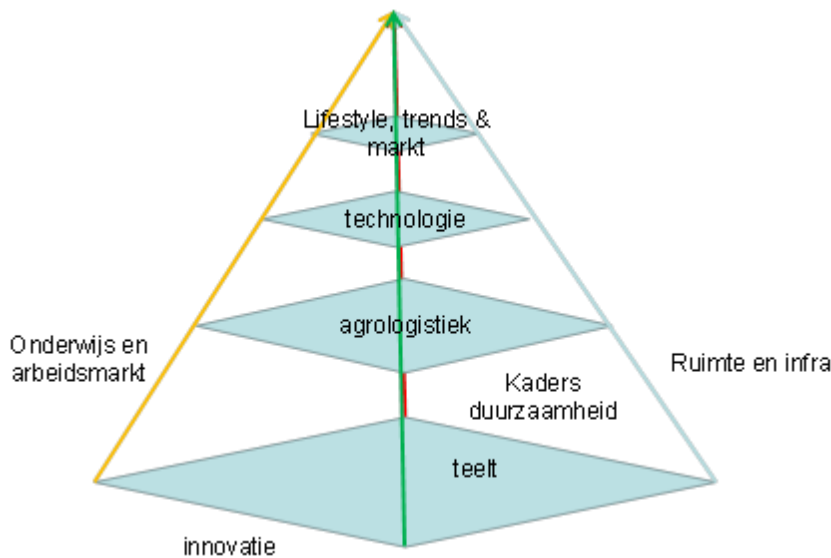 Lifestyle, trends &
markt
technologie
agrologistiek
Onderwijs en
arbeidsmarkt
Ruimte en infra
Kaders
duurzaamheid
teelt
innovatie